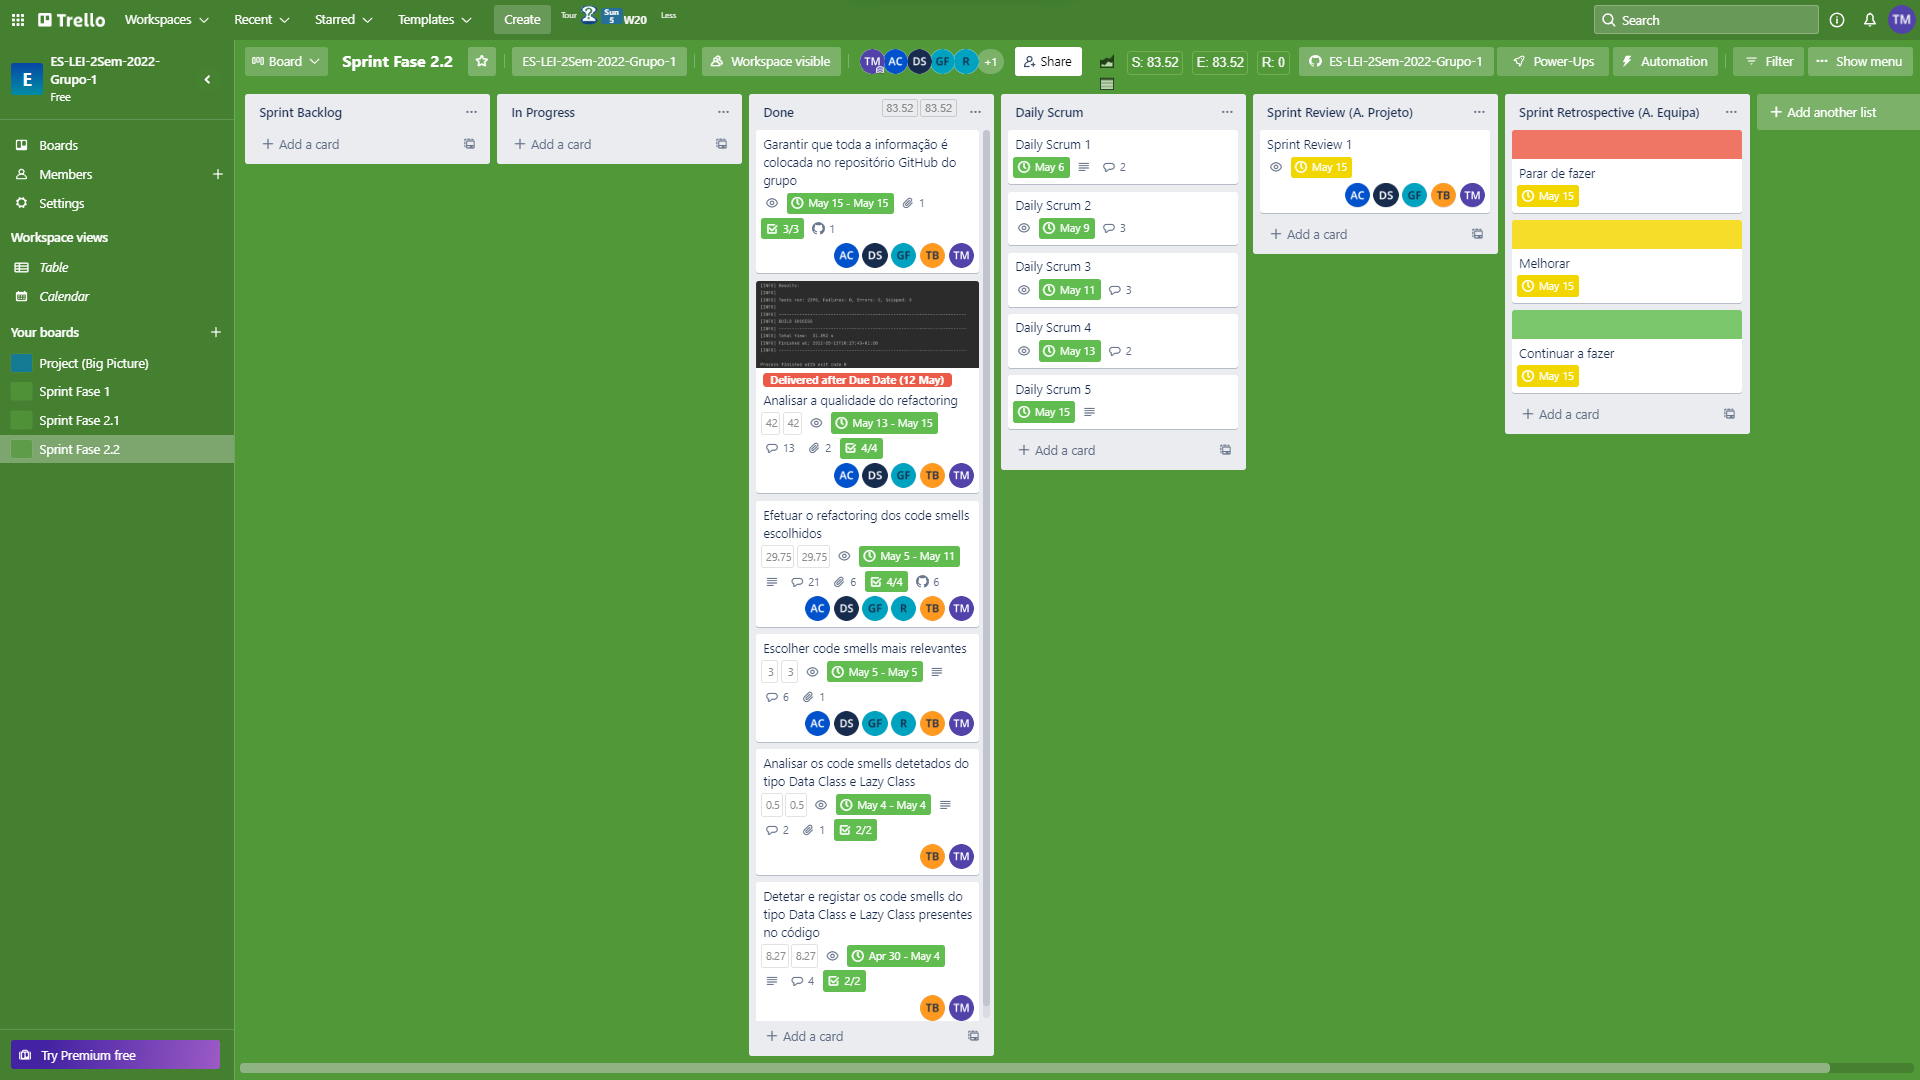 Trello
Workspaces
Recent
Starred
Templates
Create
Tour
Sun
5
W20
Less
Search
TM
E
ES-LEI-2Sem-2022-
Grupo-1
Free
Boards
Members
Settings
Workspace views
Table
Calendar
Your boards
Project (Big Picture)
Sprint Fase 1
Sprint Fase 2.1
Sprint Fase 2.2
Try Premium free
Board
Sprint Fase 2.2
ES-LEI-2Sem-2022-Grupo-1
Workspace visible
TM AC DS GF R +1
Share
S: 83.52
E: 83.52
R: 0
ES-LEI-2Sem-2022-Grupo-1
Power-Ups
Automation
Filter
Show menu
Sprint Backlog
Add a card
In Progress
Add a card
Done
83.52 83.52
Garantir que toda a informação é
colocada no repositório GitHub do
grupo
May 15 - May 15 1
3/3 1
AC DS GF TB TM
[INFO] Results:
[INFO]
[INFO]
[INFO] BUILD SUCCESS
[INFO]
Process finished with exit code 0
Delivered after Due Date (12 May)
Analisar a qualidade do refactoring
42 42 May 13 - May 15
13 2 4/4
AC DS GF TB TM
Efetuar o refactoring dos code smells
escolhidos
29.75 29.75 May 5 - May 11
21 6 4/4 6
AC DS GF R TB TM
Escolher code smells mais relevantes
3 3 May 5 - May 5
6 1
AC DS GF R TB TM
Analisar os code smells detetados do
tipo Data Class e Lazy Class
0.5 0.5 May 4 - May 4
2 1 2/2
TB TM
Detetar e registar os code smells do
tipo Data Class e Lazy Class presentes
no código
8.27 8.27 Apr 30 - May 4
4 2/2
TB TM
Add a card
Daily Scrum
Daily Scrum 1
May 6 2
Daily Scrum 2
May 9 3
Daily Scrum 3
May 11 3
Daily Scrum 4
May 13 2
Daily Scrum 5
May 15
Add a card
Sprint Review (A. Projeto)
Sprint Review 1
May 15
AC DS GF TB TM
Add a card
Sprint Retrospective (A. Equipa)
Parar de fazer
May 15
Melhorar
May 15
Continuar a fazer
May 15
Add a card
Add another list